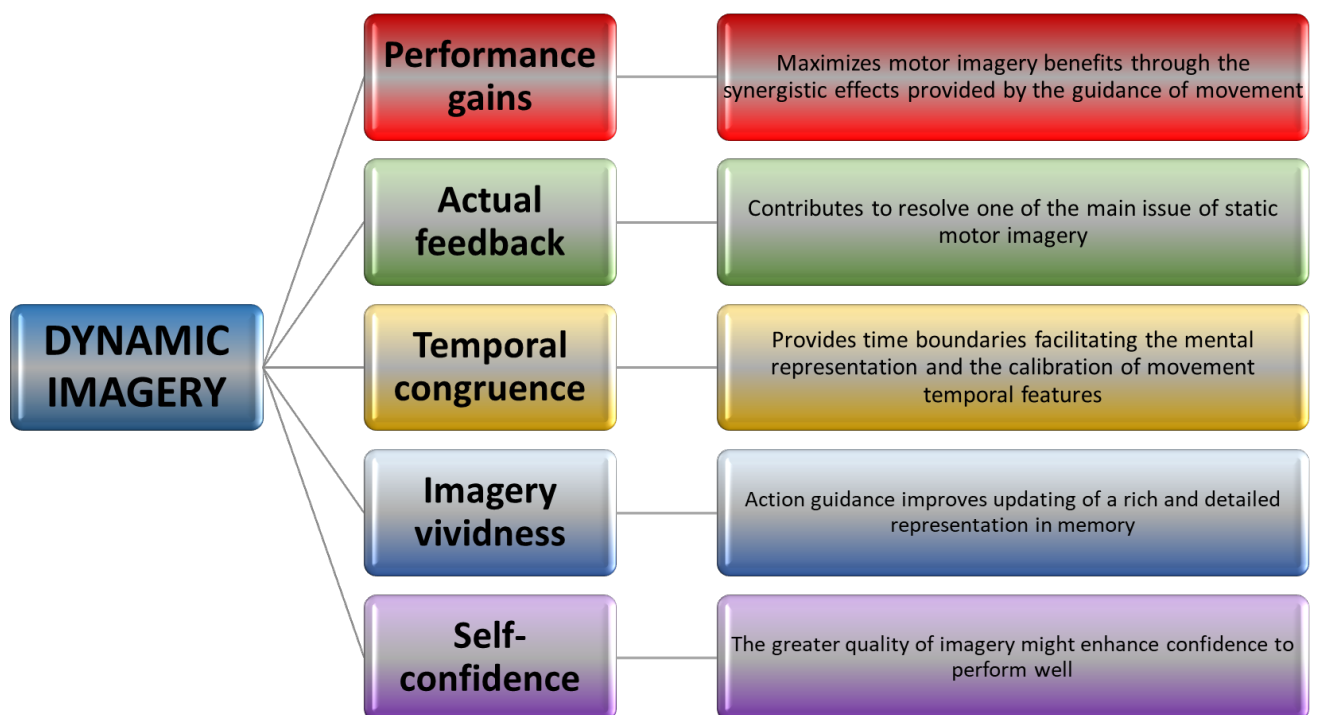 DYNAMIC
IMAGERY
Performance
gains
Maximizes motor imagery benefits through the
synergistic effects provided by the guidance of movement
Actual
feedback
Contributes to resolve one of the main issue of static
motor imagery
Temporal
congruence
Provides time boundaries facilitating the mental
representation and the calibration of movement
temporal features
Imagery
vividness
Action guidance improves updating of a rich and detailed
representation in memory
Self-
confidence
The greater quality of imagery might enhance confidence to
perform well